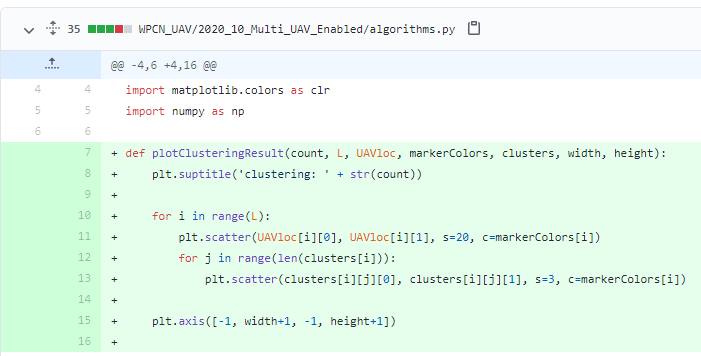 35 WPCN_UAV/2020_10_Multi_UAV_Enabled/algorithms.py
@@ -4,6 +4,16 @@
4 4 import matplotlib.colors as clr
5 5 import numpy as np
6 6
7 + def plotClusteringResult(count, L, UAVloc, markerColors, clusters, width, height):
8 + plt.suptitle('clustering: ' + str(count))
9 +
10 + for i in range(L):
11 + plt.scatter(UAVloc[i][0], UAVloc[i][1], s=20, c=markerColors[i])
12 + for j in range(len(clusters[i])):
13 + plt.scatter(clusters[i][j][0], clusters[i][j][1], s=3, c=markerColors[i])
14 +
15 + plt.axis([-1, width+1, -1, height+1])
16 +